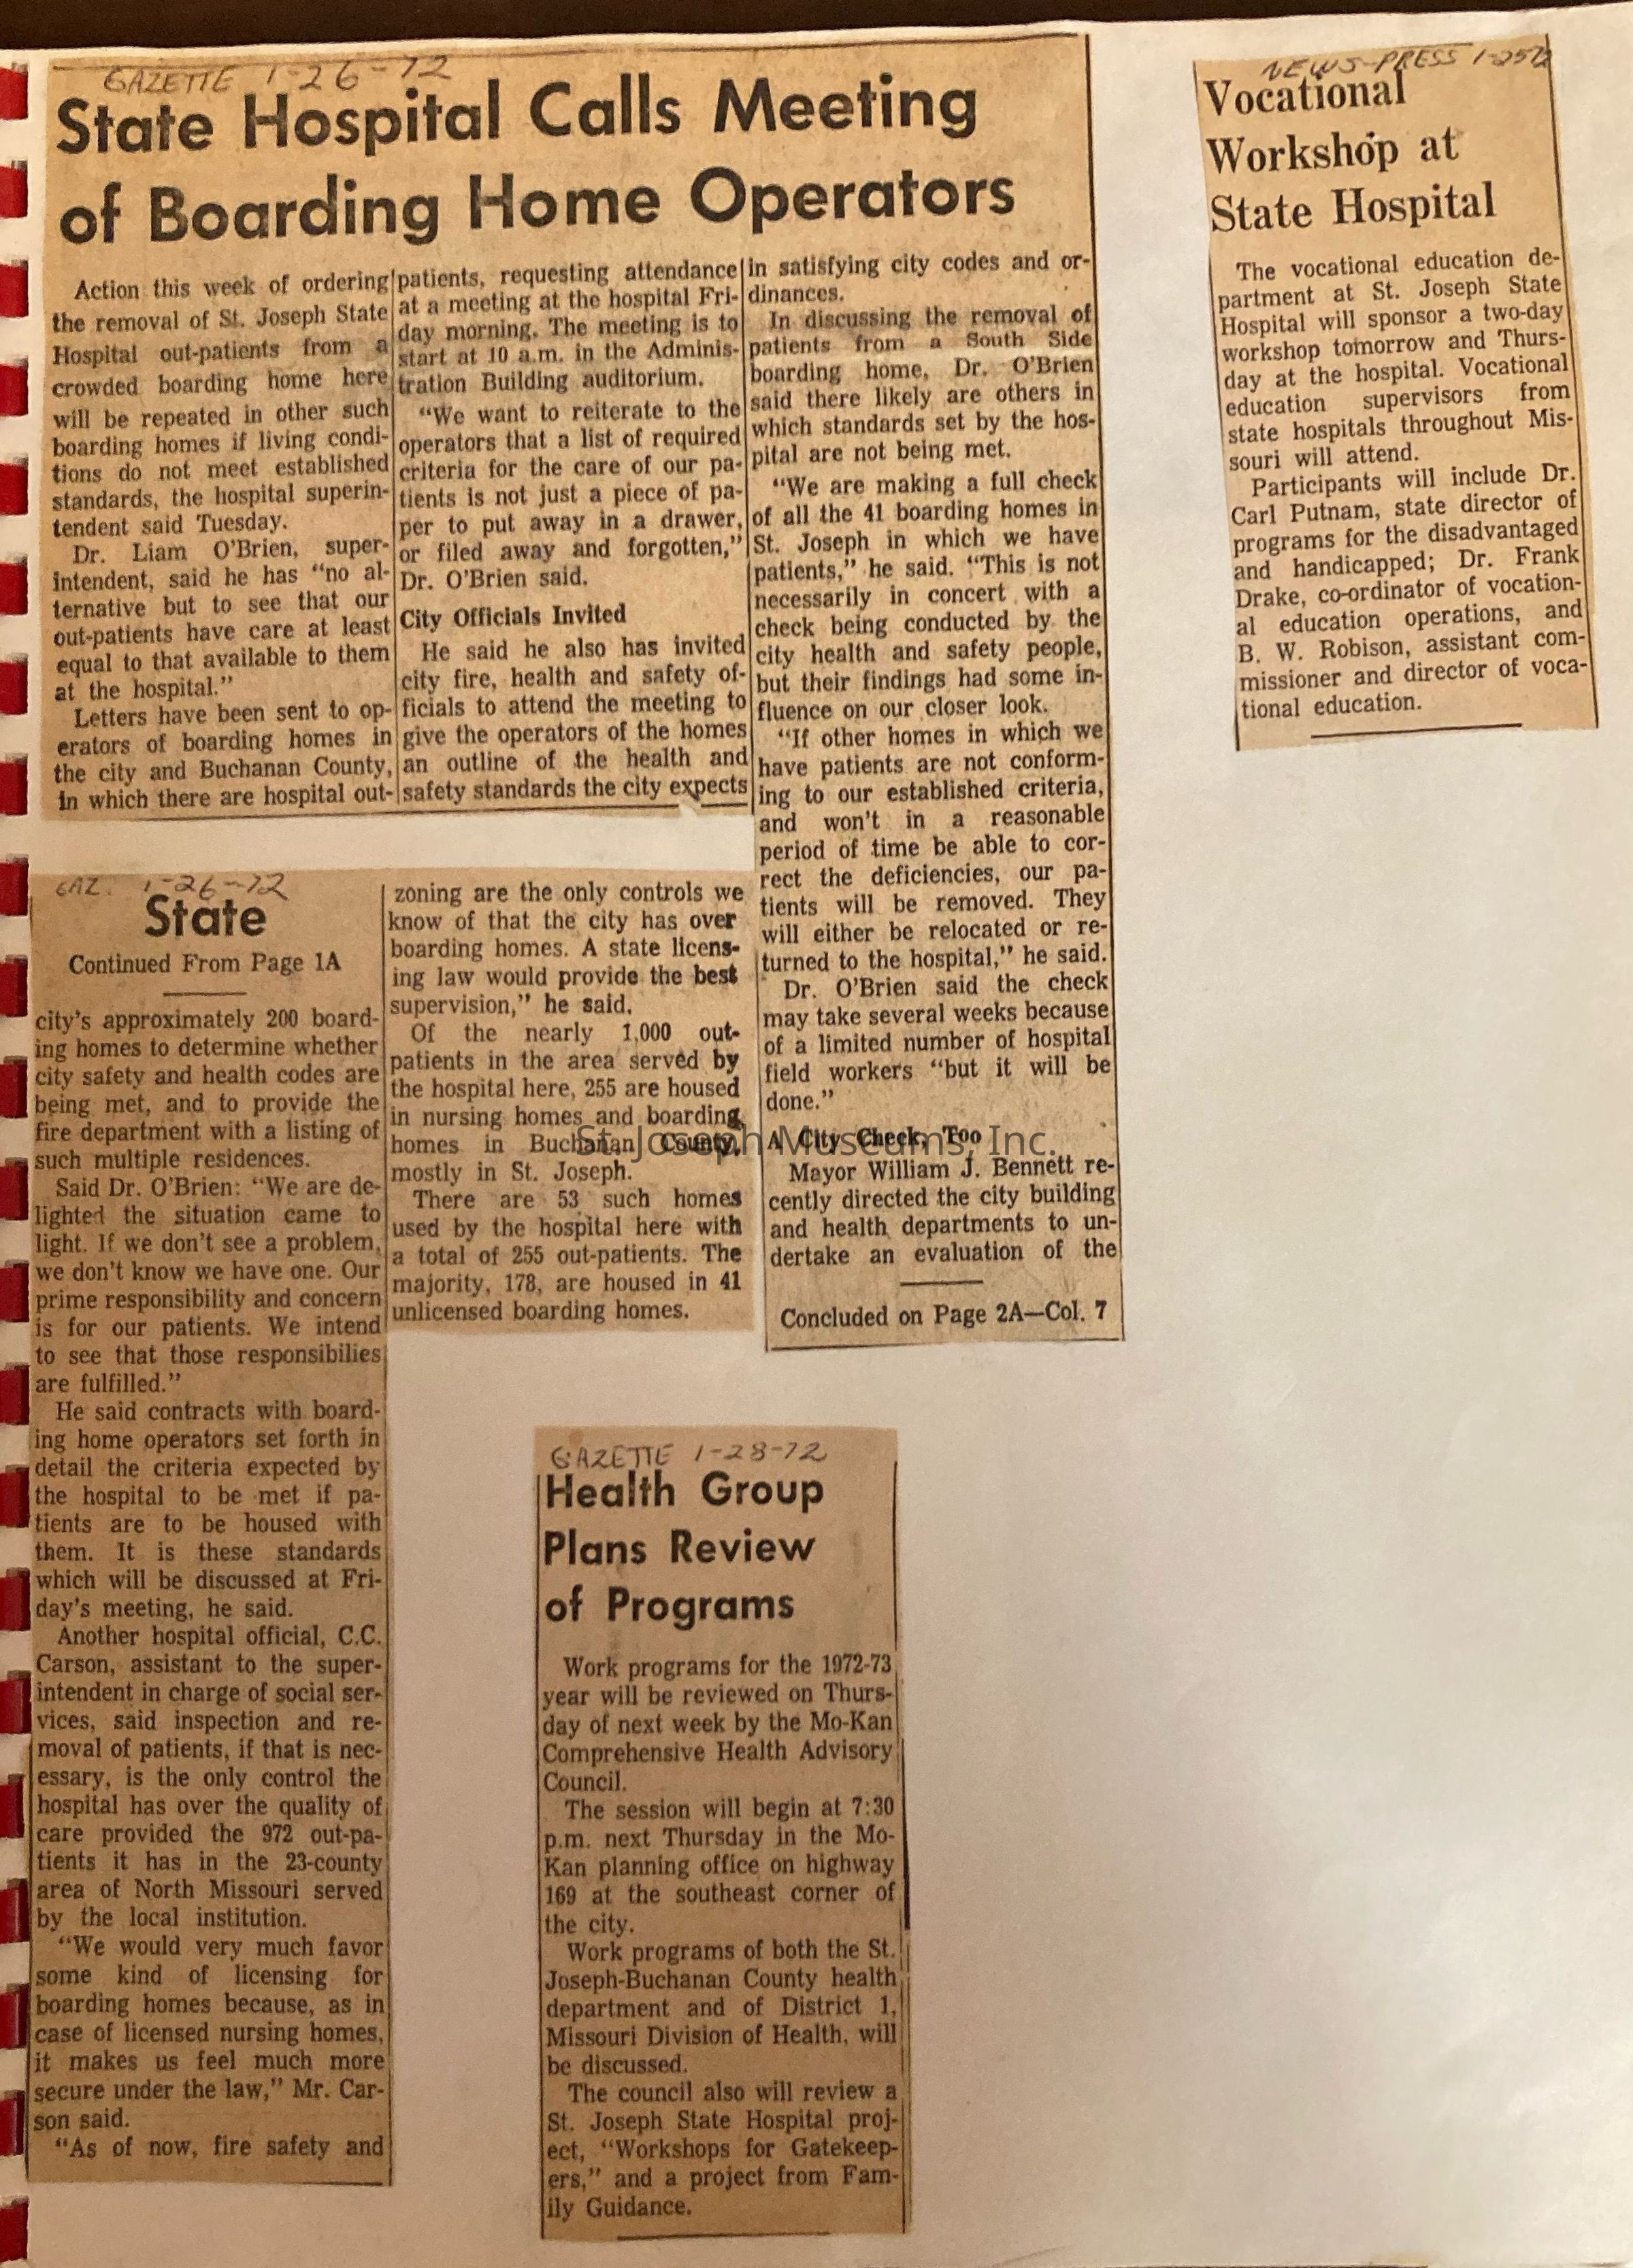 GAZETTE 1-26-72
State Hospital Calls Meeting
of Boarding Home Operators
Action this week of ordering
the removal of St. Joseph State
Hospital out-patients from a
crowded boarding home here
will be repeated in other such
boarding homes if living condi-
tions do not meet established
standards, the hospital superin-
tendent said Tuesday.
Dr. Liam O'Brien, super-
intendent, said he has "no al-
ternative but to see that our
out-patients have care at least
equal to that available to them
at the hospital."
Letters have been sent to op-
erators of boarding homes in
the city and Buchanan County,
in which there are hospital out-
patients, requesting attendance
at a meeting at the hospital Fri-
day morning. The meeting is to
start at 10 a.m. in the Adminis-
tration Building auditorium.
"We want to reiterate to the
operators that a list of required
criteria for the care of our pa-
tients is not just a piece of pa-
per to put away in a drawer,
or filed away and forgotten,"
Dr. O'Brien said.
City Officials Invited
He said he also has invited
city fire, health and safety of-
ficials to attend the meeting to
give the operators of the homes
an outline of the health and
safety standards the city expects
in satisfying city codes and or-
dinances.
In discussing the removal of
patients from a South Side
boarding home, Dr. O'Brien
said there likely are others in
which standards set by the hos-
pital are not being met.
"We are making a full check
of all the 41 boarding homes in
St. Joseph in which we have
patients," he said. "This is not
necessarily in concert with a
check being conducted by the
city health and safety people,
but their findings had some in-
fluence on our closer look.
"If other homes in which we
have patients are not conform-
ing to our established criteria,
and won't in a reasonable
period of time be able to cor-
rect the deficiencies, our pa-
tients will be removed. They
will either be relocated or re-
turned to the hospital," he said.
Dr. O'Brien said the check
may take several weeks because
of a limited number of hospital
field workers "but it will be
done."
A City Check, Too
Mayor William J. Bennett re-
cently directed the city building
and health departments to un-
dertake an evaluation of the
Concluded on Page 2A—Col. 7
GAZ. 1-26-72
State
Continued From Page 1A
city's approximately 200 board-
ing homes to determine whether
city safety and health codes are
being met, and to provide the
fire department with a listing of
such multiple residences.
Said Dr. O'Brien: "We are de-
lighted the situation came to
light. If we don't see a problem,
we don't know we have one. Our
prime responsibility and concern
is for our patients. We intend
to see that those responsibilies
are fulfilled."
He said contracts with board-
ing home operators set forth in
detail the criteria expected by
the hospital to be met if pa-
tients are to be housed with
them. It is these standards
which will be discussed at Fri-
day's meeting, he said.
Another hospital official, C.C.
Carson, assistant to the super-
intendent in charge of social ser-
vices, said inspection and re-
moval of patients, if that is nec-
essary, is the only control the
hospital has over the quality of
care provided the 972 out-pa-
tients it has in the 23-county
area of North Missouri served
by the local institution.
"We would very much favor
some kind of licensing for
boarding homes because, as in
case of licensed nursing homes,
it makes us feel much more
secure under the law," Mr. Car-
son said.
"As of now, fire safety and
zoning are the only controls we
know of that the city has over
boarding homes. A state licens-
ing law would provide the best
supervision," he said.
Of the nearly 1,000 out-
patients in the area served by
the hospital here, 255 are housed
in nursing homes and boarding
homes in Buchanan County,
mostly in St. Joseph.
There are 53 such homes
used by the hospital here with
a total of 255 out-patients. The
majority, 178, are housed in 41
unlicensed boarding homes.
St. Joseph Museums, Inc.
NEWS-PRESS 1-25-72
Vocational
Workshop at
State Hospital
The vocational education de-
partment at St. Joseph State
Hospital will sponsor a two-day
workshop tomorrow and Thurs-
day at the hospital. Vocational
education supervisors from
state hospitals throughout Mis-
souri will attend.
Participants will include Dr.
Carl Putnam, state director of
programs for the disadvantaged
and handicapped; Dr. Frank
Drake, co-ordinator of vocation-
al education operations, and
B. W. Robison, assistant com-
missioner and director of voca-
tional education.
GAZETTE 1-28-72
Health Group
Plans Review
of Programs
Work programs for the 1972-73
year will be reviewed on Thurs-
day of next week by the Mo-Kan
Comprehensive Health Advisory
Council.
The session will begin at 7:30
p.m. next Thursday in the Mo-
Kan planning office on highway
169 at the southeast corner of
the city.
Work programs of both the St.
Joseph-Buchanan County health
department and of District 1,
Missouri Division of Health, will
be discussed.
The council also will review a
St. Joseph State Hospital proj-
ect, "Workshops for Gatekeep-
ers," and a project from Fam-
ily Guidance.